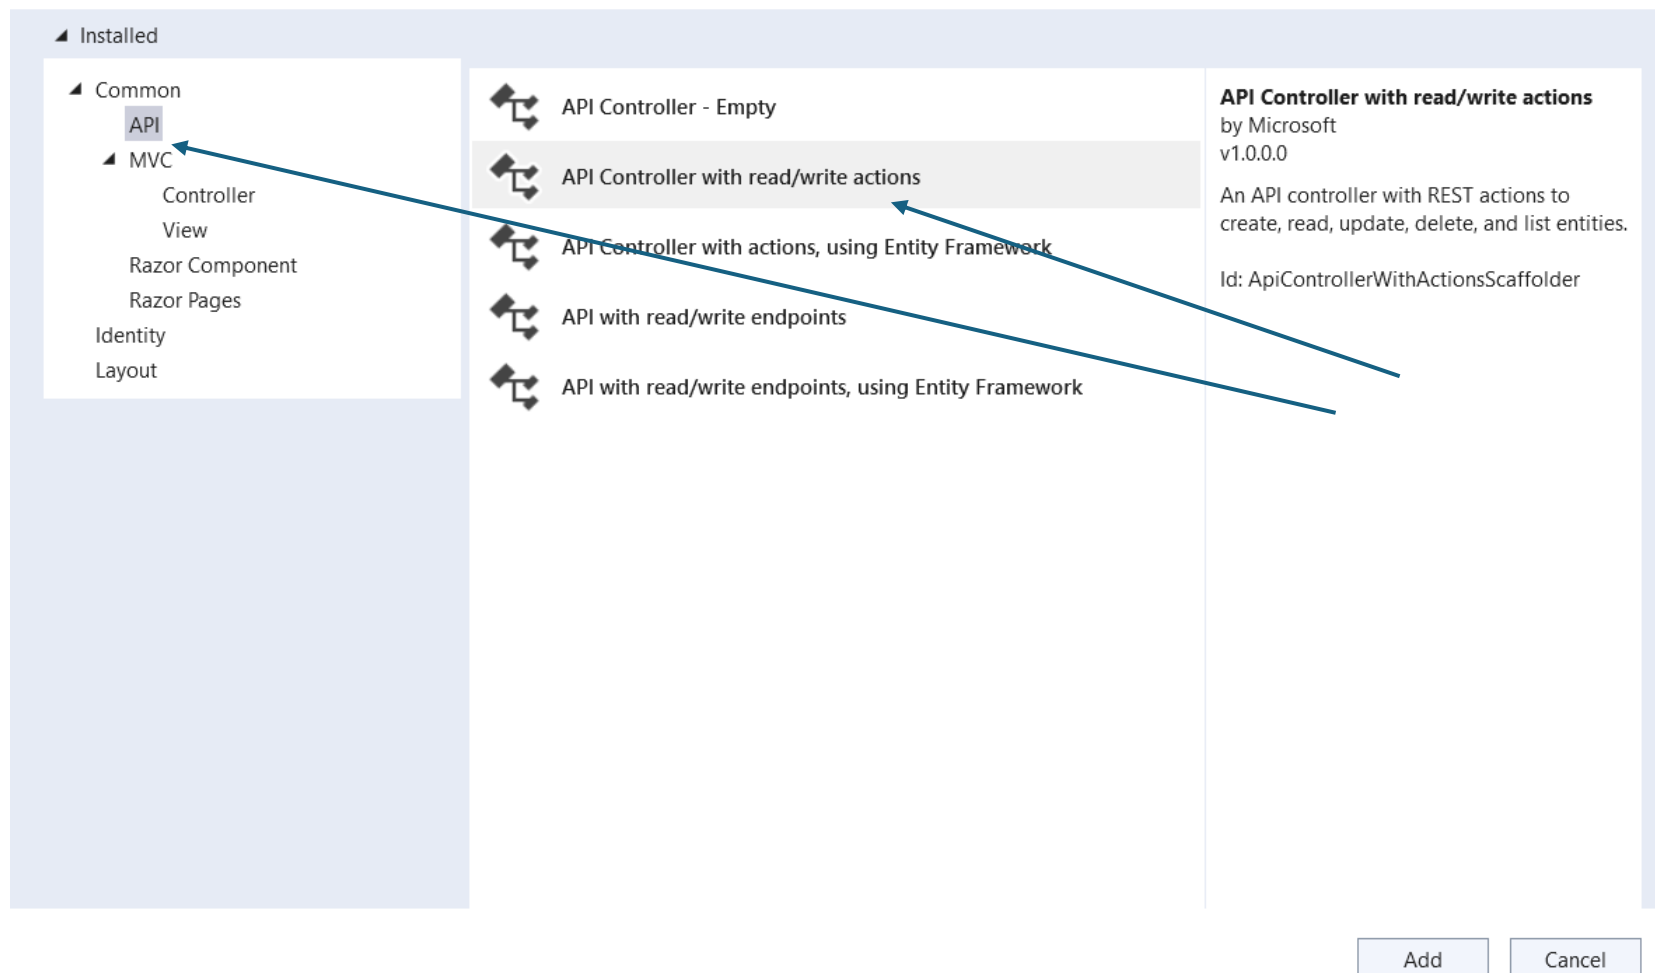 Installed
Common
API
MVC
Controller
View
Razor Component
Razor Pages
Identity
Layout
API Controller - Empty
API Controller with read/write actions
API Controller with actions, using Entity Framework
API with read/write endpoints
API with read/write endpoints, using Entity Framework
API Controller with read/write actions
by Microsoft
v1.0.0.0
An API controller with REST actions to
create, read, update, delete, and list entities.
Id: ApiControllerWithActionsScaffolder
Add
Cancel